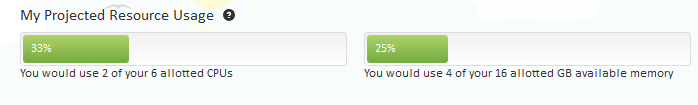 My Projected Resource Usage ?
33%
25%
You would use 2 of your 6 allotted CPUs
You would use 4 of your 16 allotted GB available memory